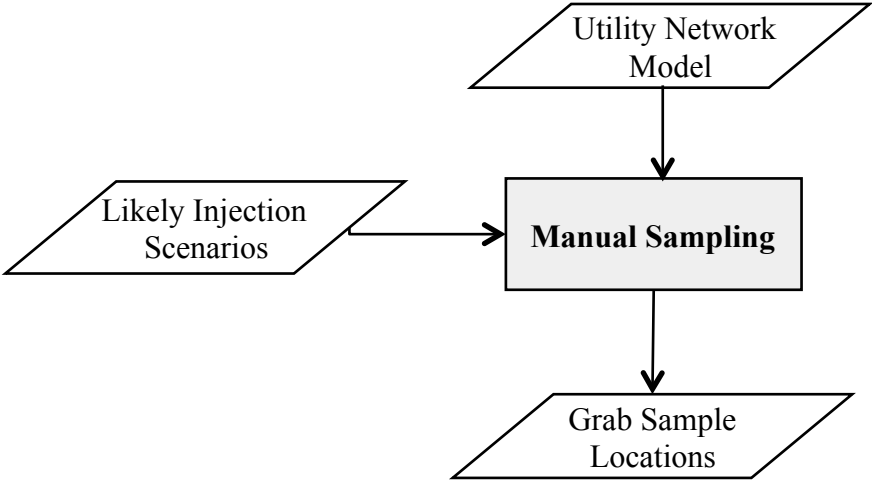 Utility Network
Model
Likely Injection
Scenarios
Manual Sampling
Grab Sample
Locations